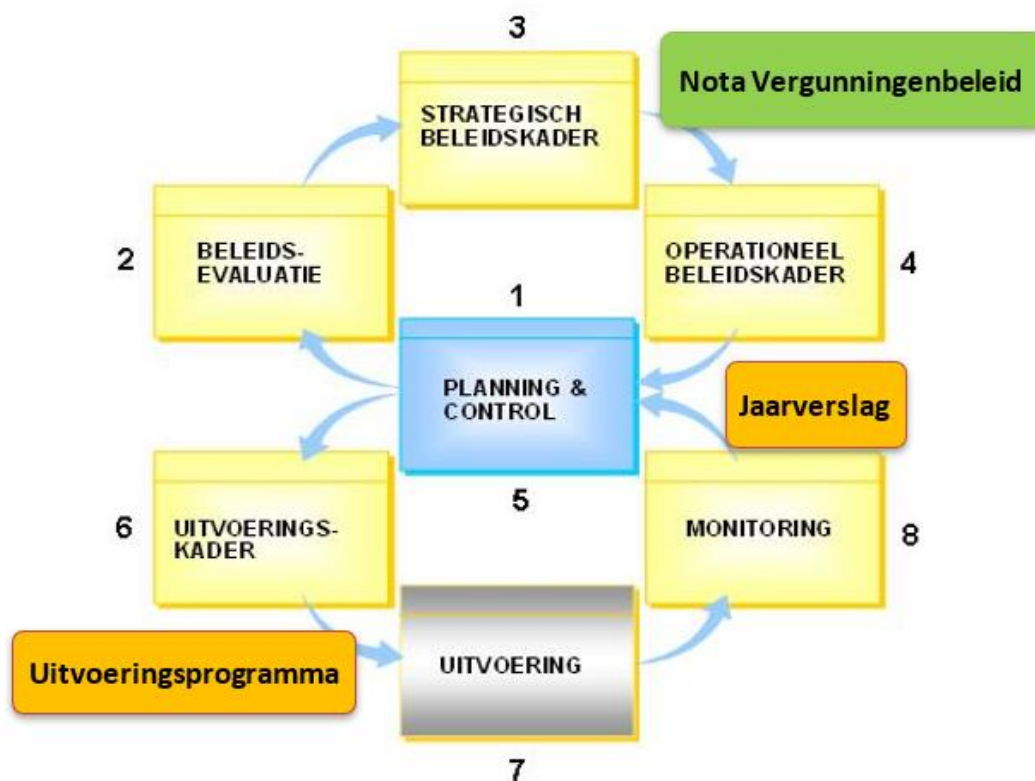 3
STRATEGISCH
BELEIDSKADER
Nota Vergunningenbeleid
2
BELEIDS-
EVALUATIE
OPERATIONEEL
BELEIDSKADER
4
1
PLANNING &
CONTROL
5
Jaarverslag
6
UITVOERINGS-
KADER
MONITORING
8
Uitvoeringsprogramma
UITVOERING
7